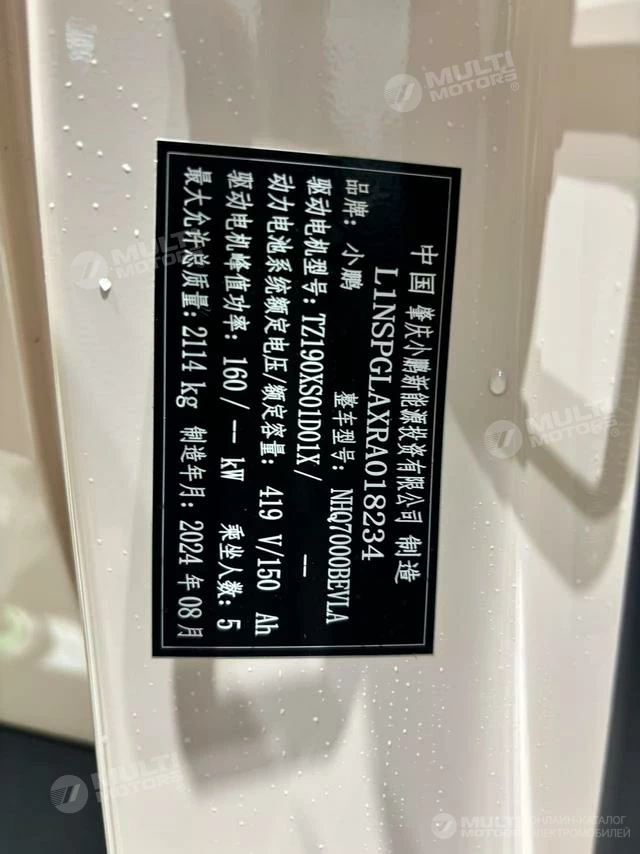 中国 肇庆小鹏新能源投资有限公司 制造
L1NSPGLAXRA018234
品牌: 小鹏 整车型号: NHQ7000BEVLA
驱动电机型号: TZ190XS01D01X/ --
动力电池系统额定电压/额定容量: 419 V/150 Ah
驱动电机峰值功率: 160/ -- kW 乘坐人数: 5
最大允许总质量: 2114 kg 制造年月: 2024 年 08 月
MULTI MOTORS®
MULTI MOTORS
MULTI MOTORS
MULTI MOTORS
MULTI MOTORS ОНЛАЙН-КАТАЛОГ ЭЛЕКТРОМОБИЛЕЙ